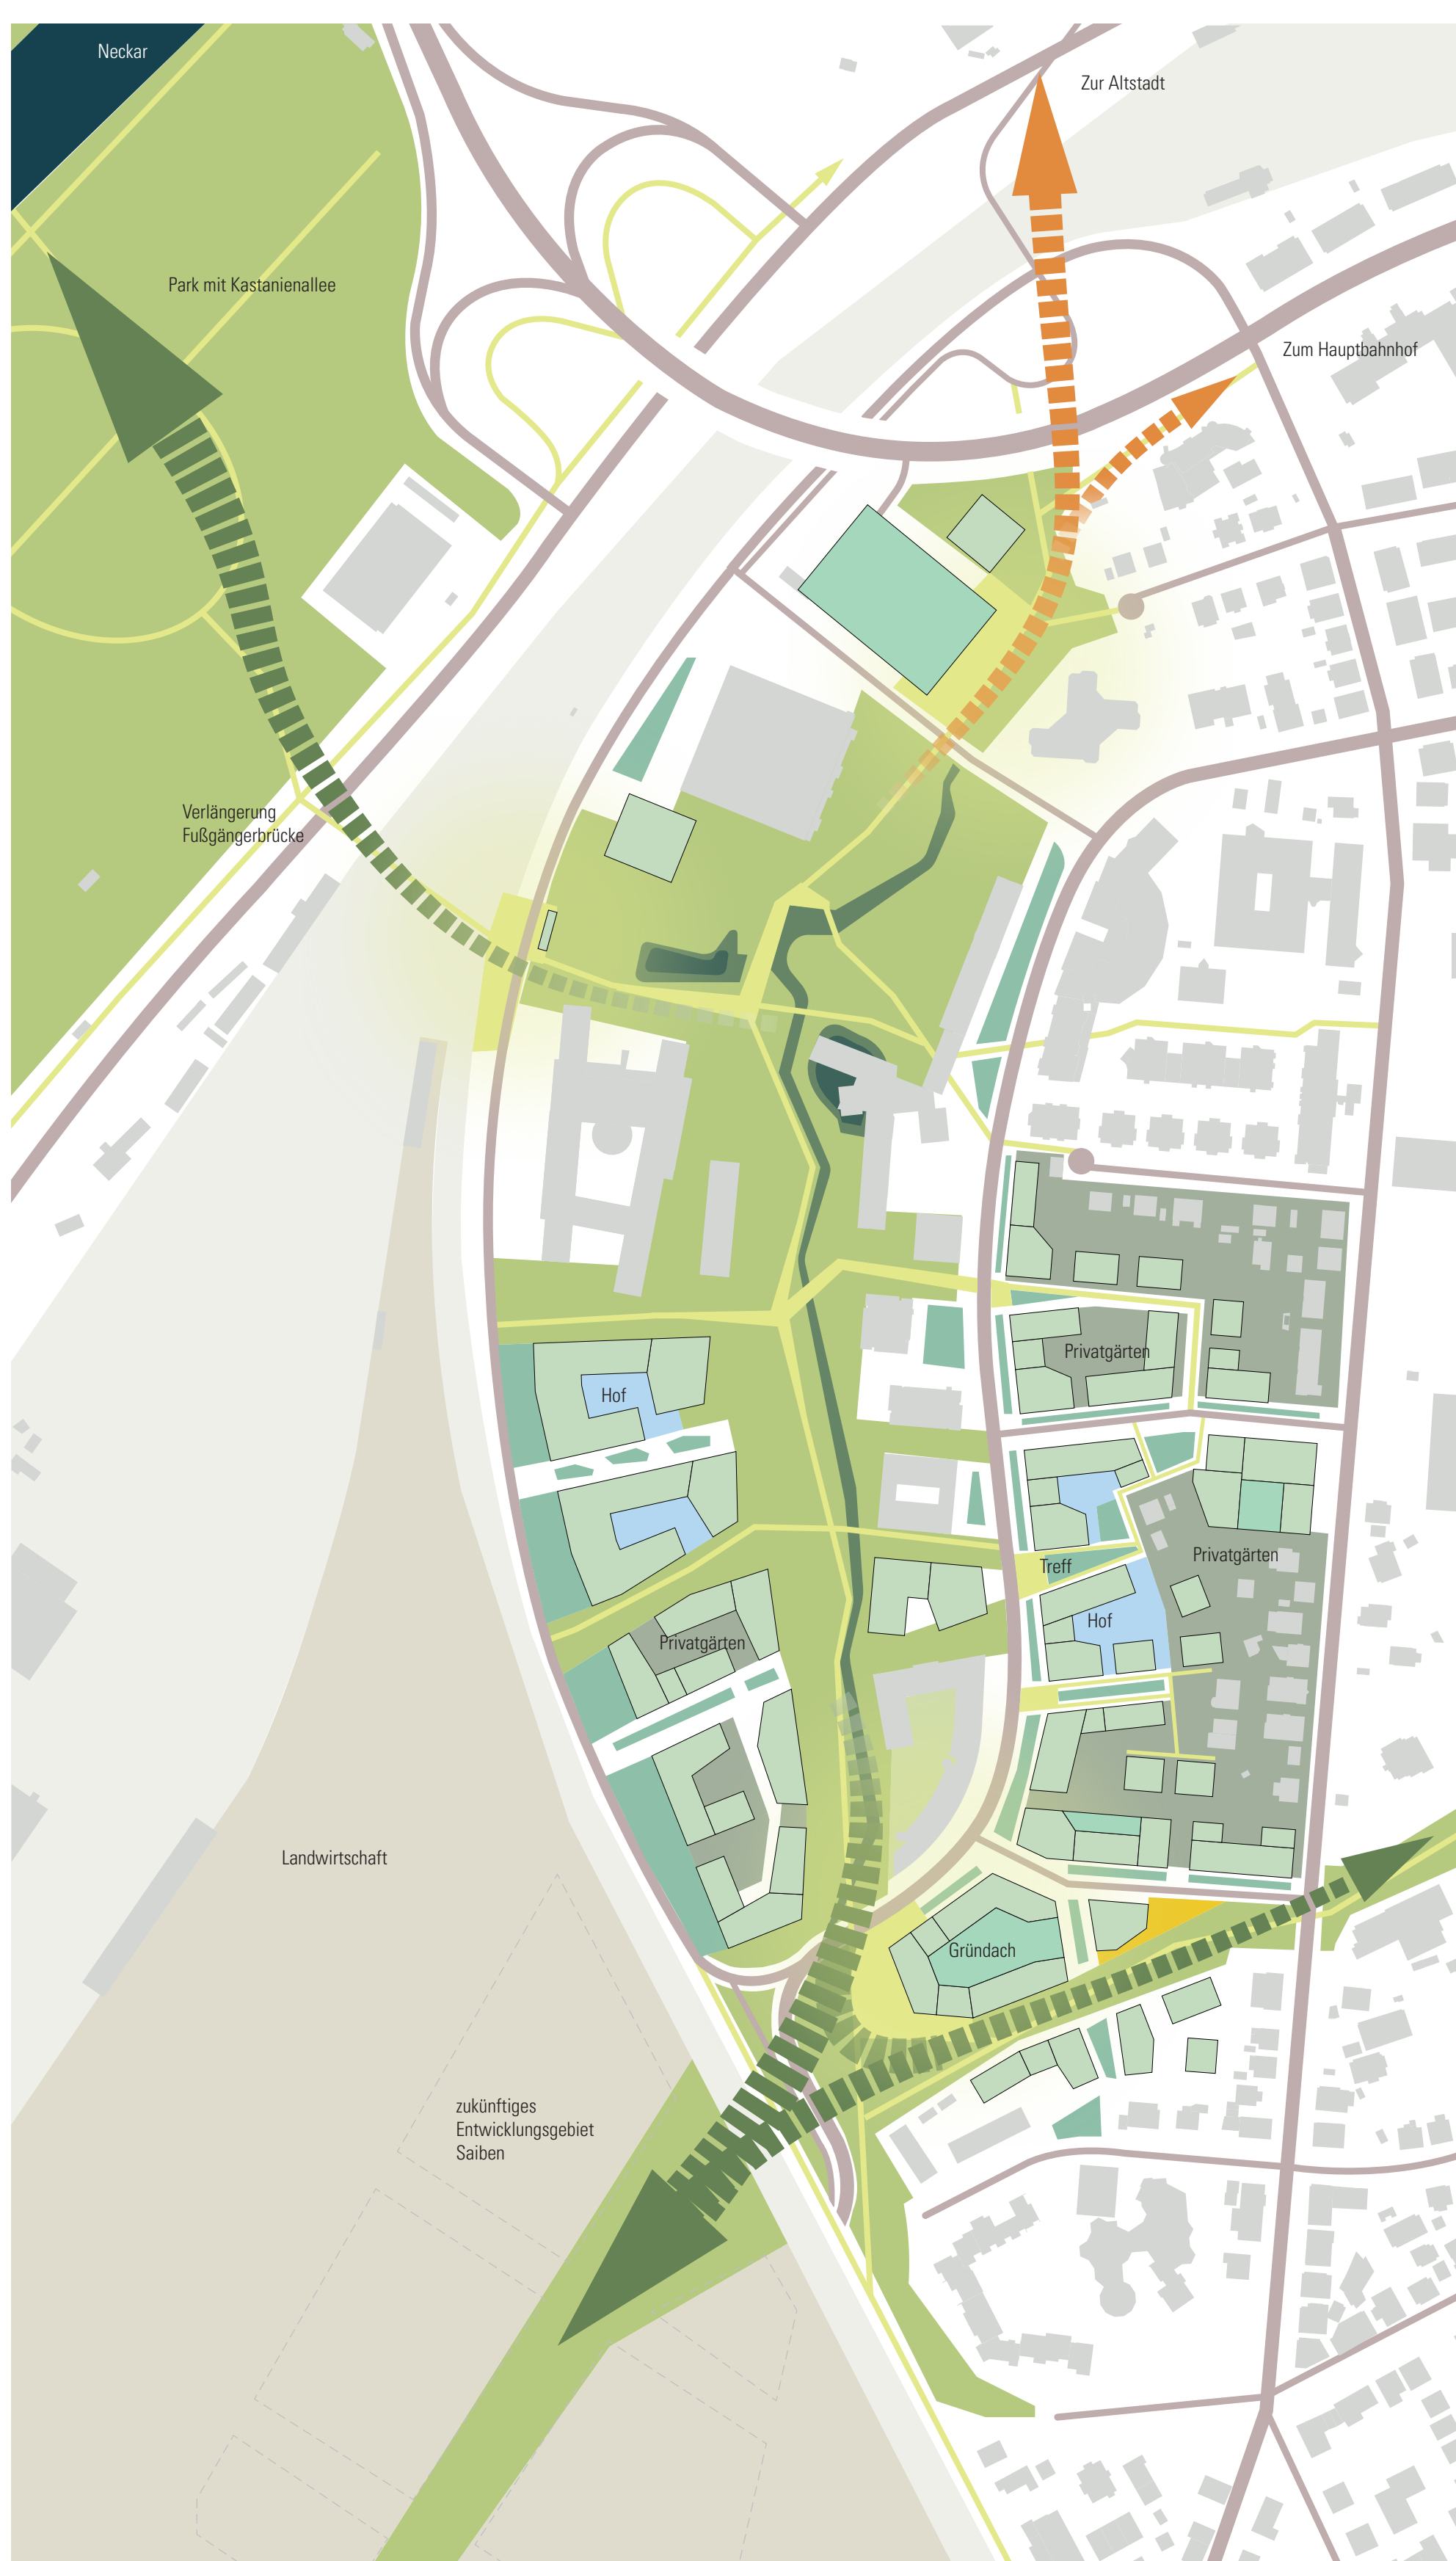 Neckar
Zur Altstadt
Park mit Kastanienallee
Zum Hauptbahnhof
Verlängerung
Fußgängerbrücke
Privatgärten
Hof
Privatgärten
Treff
Hof
Privatgärten
Landwirtschaft
Gründach
zukünftiges
Entwicklungsgebiet
Saiben